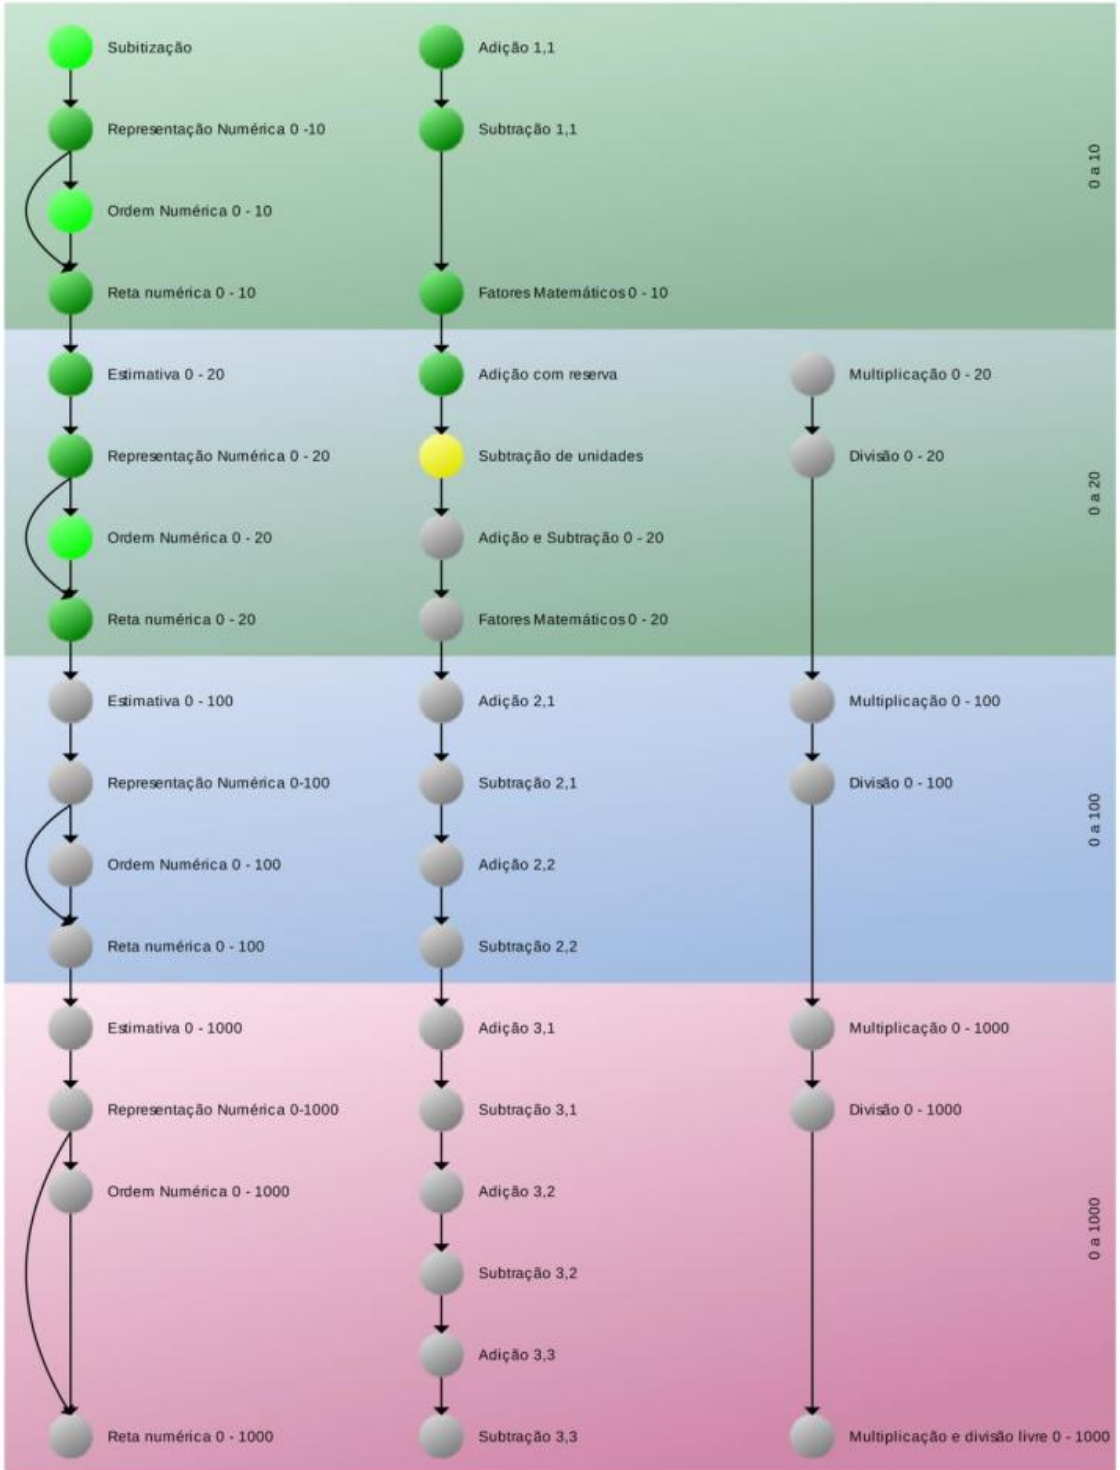 Subitização
Adição 1,1
Representação Numérica 0 -10
Subtração 1,1
0 a 10
Ordem Numérica 0 - 10
Reta numérica 0 - 10
Fatores Matemáticos 0 - 10
Estimativa 0 - 20
Adição com reserva
Multiplicação 0 - 20
Representação Numérica 0 - 20
Subtração de unidades
Divisão 0 - 20
0 a 20
Ordem Numérica 0 - 20
Adição e Subtração 0 - 20
Reta numérica 0 - 20
Fatores Matemáticos 0 - 20
Estimativa 0 - 100
Adição 2,1
Multiplicação 0 - 100
Representação Numérica 0-100
Subtração 2,1
Divisão 0 - 100
0 a 100
Ordem Numérica 0 - 100
Adição 2,2
Reta numérica 0 - 100
Subtração 2,2
Estimativa 0 - 1000
Adição 3,1
Multiplicação 0 - 1000
Representação Numérica 0-1000
Subtração 3,1
Divisão 0 - 1000
Ordem Numérica 0 - 1000
Adição 3,2
0 a 1000
Subtração 3,2
Adição 3,3
Reta numérica 0 - 1000
Subtração 3,3
Multiplicação e divisão livre 0 - 1000